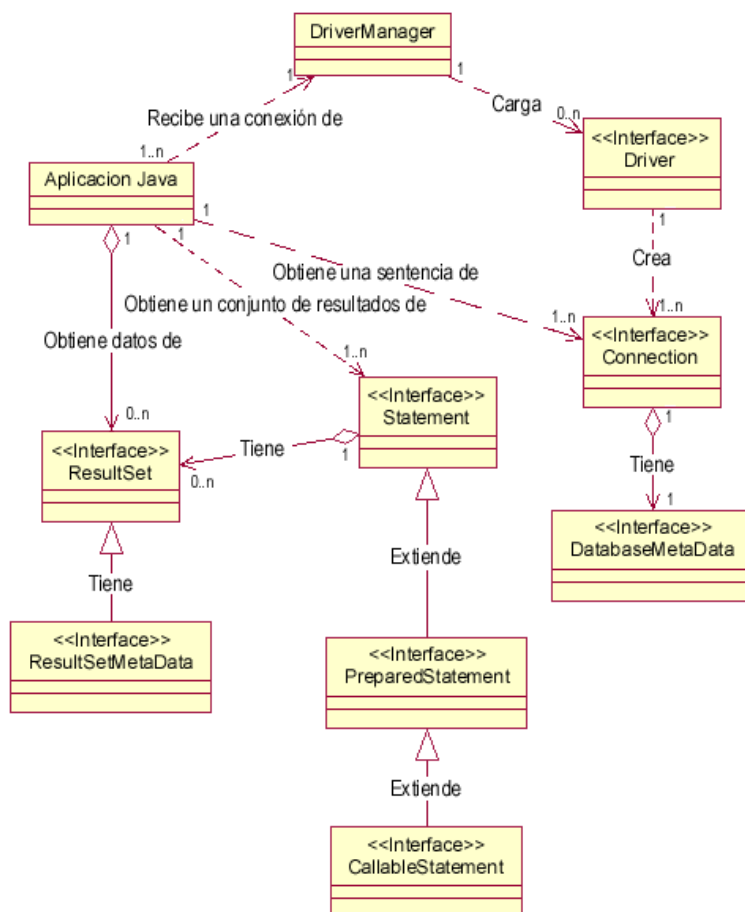 DriverManager
1
1
Carga
Recibe una conexión de
0..n
<<Interface>>
Driver
1..n
Aplicacion Java
1
1
1
1
Crea
Obtiene una sentencia de
Obtiene un conjunto de resultados de
1..n
1..n
<<Interface>>
Connection
Obtiene datos de
1..n
<<Interface>>
Statement
1
0..n
Tiene
1
Tiene
1
<<Interface>>
ResultSet
0..n
<<Interface>>
DatabaseMetaData
Extiende
Tiene
<<Interface>>
ResultSetMetaData
<<Interface>>
PreparedStatement
Extiende
<<Interface>>
CallableStatement